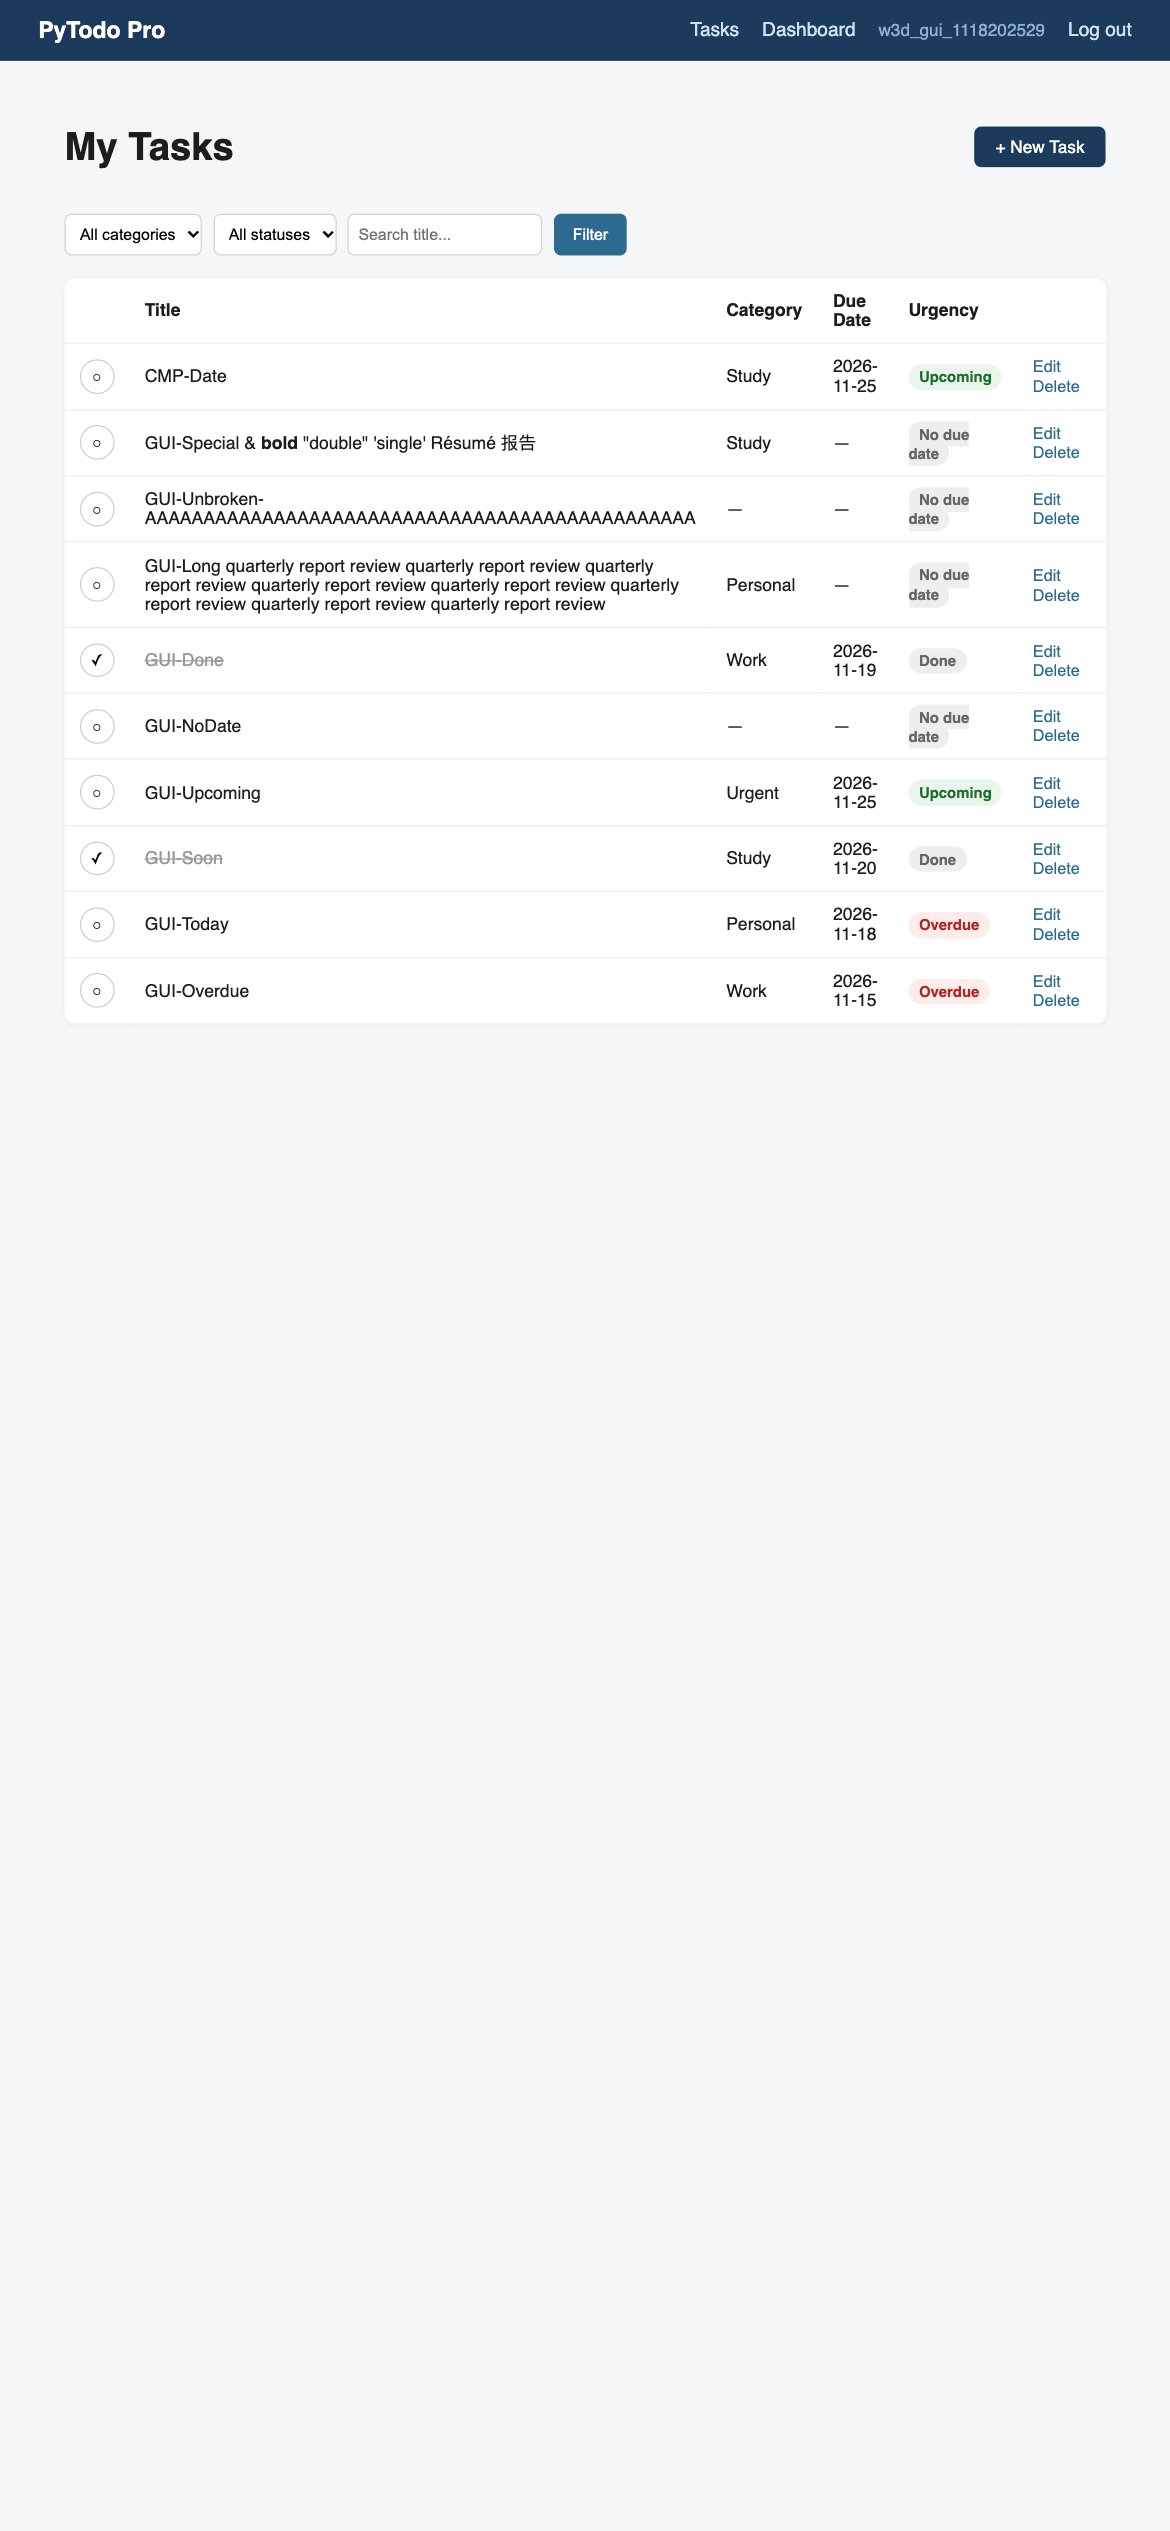 PyTodo Pro
Tasks Dashboard w3d_gui_1118202529 Log out
My Tasks
+ New Task
All categories All statuses Search title... Filter
Title Category Due Date Urgency
○ CMP-Date Study 2026-11-25 Upcoming Edit Delete
○ GUI-Special & bold "double" 'single' Résumé 报告 Study — No due date Edit Delete
○ GUI-Unbroken-
AAAAAAAAAAAAAAAAAAAAAAAAAAAAAAAAAAAAAAAAAAAAAAA — — No due date Edit Delete
○ GUI-Long quarterly report review quarterly report review quarterly
report review quarterly report review quarterly report review quarterly
report review quarterly report review quarterly report review Personal — No due date Edit Delete
✓ GUI-Done Work 2026-11-19 Done Edit Delete
○ GUI-NoDate — — No due date Edit Delete
○ GUI-Upcoming Urgent 2026-11-25 Upcoming Edit Delete
✓ GUI-Soon Study 2026-11-20 Done Edit Delete
○ GUI-Today Personal 2026-11-18 Overdue Edit Delete
○ GUI-Overdue Work 2026-11-15 Overdue Edit Delete